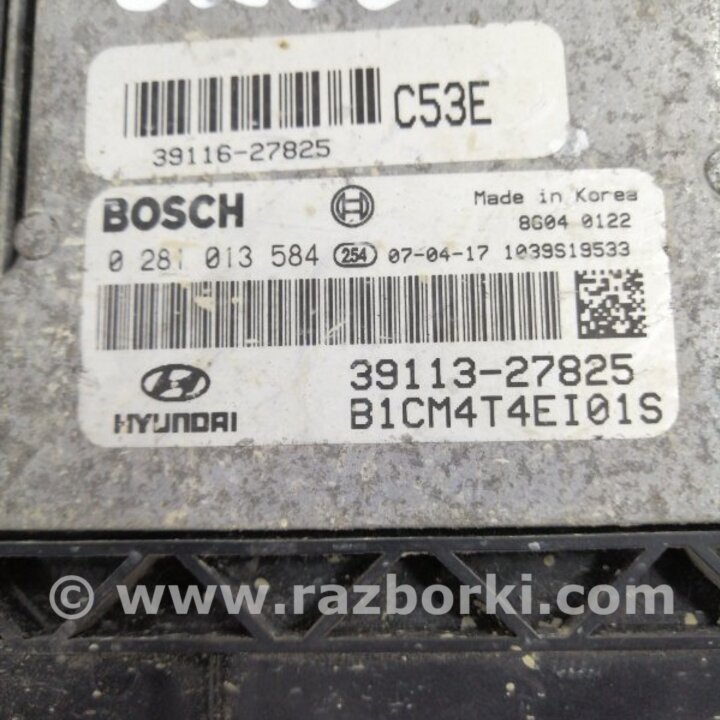 C53E
39116-27825
BOSCH
Made in Korea
8G04 0122
0 281 013 584 254 07-04-17 1039S19533
39113-27825
HYUNDAI
B1CM4T4EI01S
© www.razborki.com